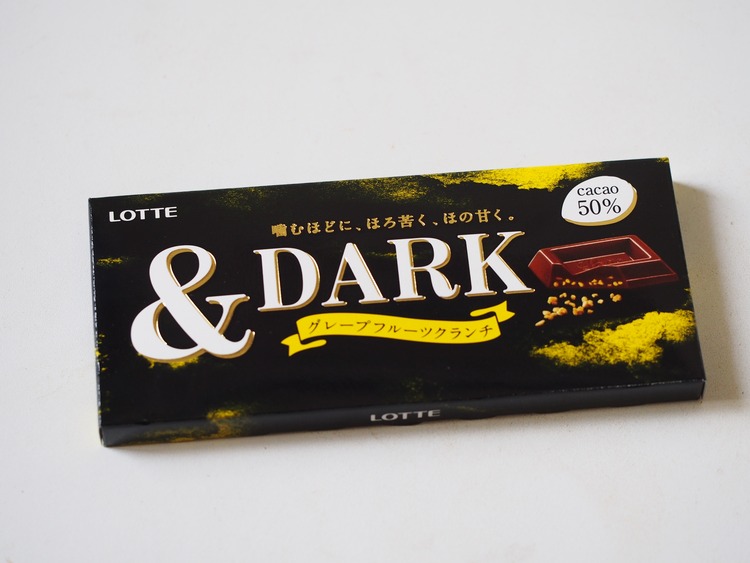 LOTTE
cacao
50%
噛むほどに、ほろ苦く、ほの甘く。
&DARK
グレープフルーツクランチ
LOTTE